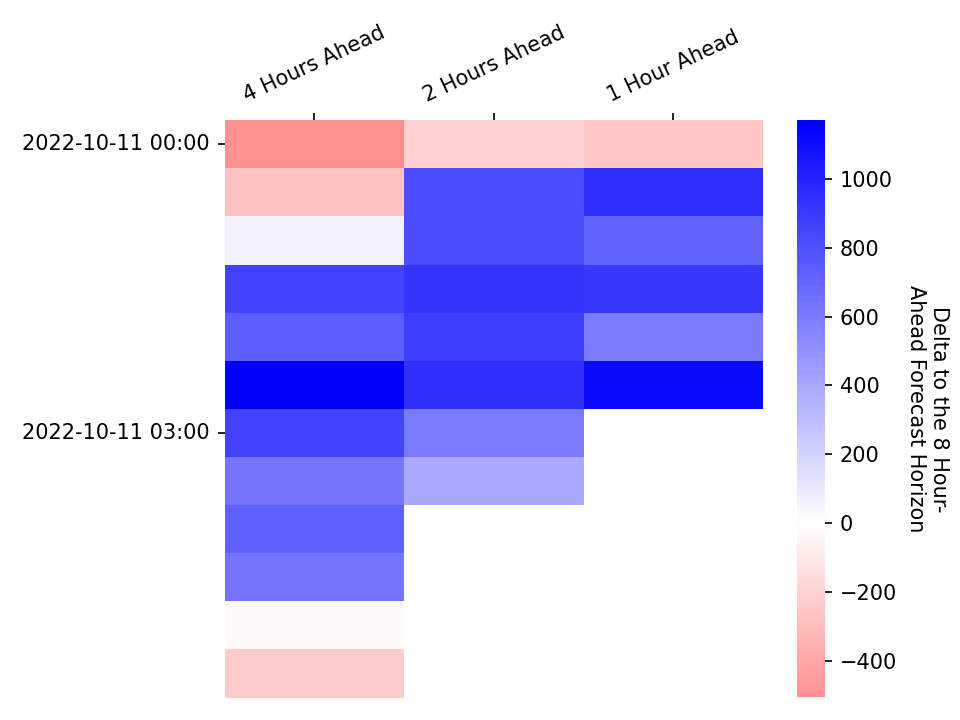 4 Hours Ahead
2 Hours Ahead
1 Hour Ahead
2022-10-11 00:00
2022-10-11 03:00
1000
800
600
400
200
0
−200
−400
Delta to the 8 Hour-
Ahead Forecast Horizon